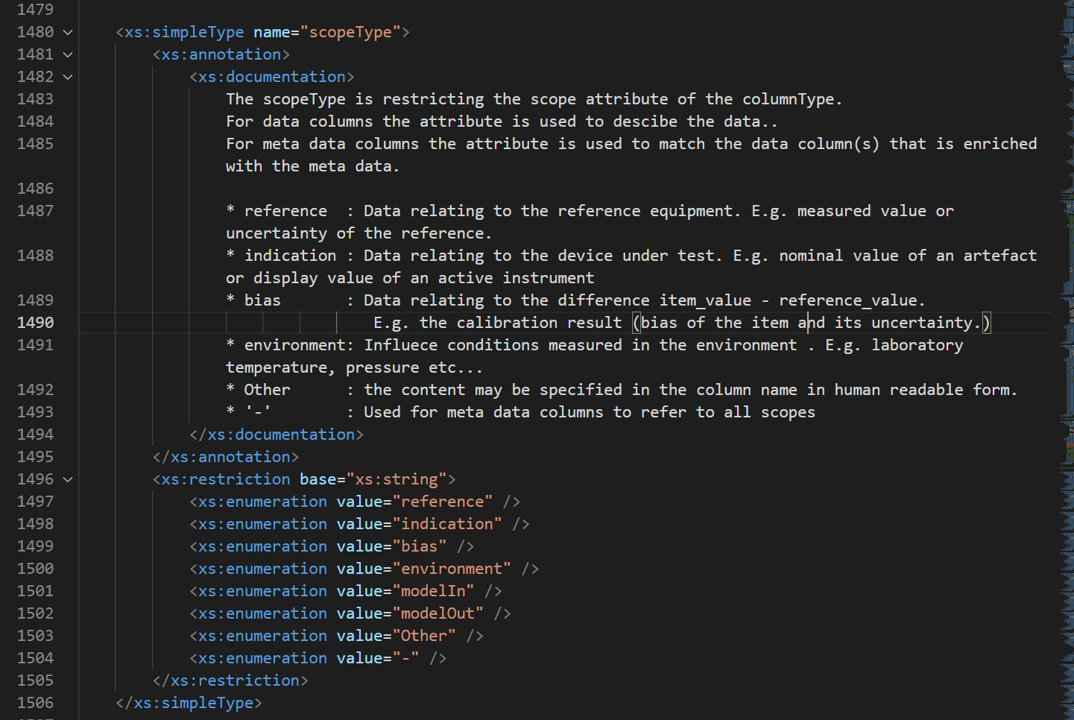 1479
1480 <xs:simpleType name="scopeType">
1481 <xs:annotation>
1482 <xs:documentation>
1483 The scopeType is restricting the scope attribute of the columnType.
1484 For data columns the attribute is used to descibe the data..
1485 For meta data columns the attribute is used to match the data column(s) that is enriched
with the meta data.
1486
1487 * reference  : Data relating to the reference equipment. E.g. measured value or
uncertainty of the reference.
1488 * indication : Data relating to the device under test. E.g. nominal value of an artefact
or display value of an active instrument
1489 * bias       : Data relating to the difference item_value - reference_value.
1490 E.g. the calibration result (bias of the item and its uncertainty.)
1491 * environment: Influece conditions measured in the environment . E.g. laboratory
temperature, pressure etc...
1492 * Other      : the content may be specified in the column name in human readable form.
1493 * '-'        : Used for meta data columns to refer to all scopes
1494 </xs:documentation>
1495 </xs:annotation>
1496 <xs:restriction base="xs:string">
1497 <xs:enumeration value="reference" />
1498 <xs:enumeration value="indication" />
1499 <xs:enumeration value="bias" />
1500 <xs:enumeration value="environment" />
1501 <xs:enumeration value="modelIn" />
1502 <xs:enumeration value="modelOut" />
1503 <xs:enumeration value="Other" />
1504 <xs:enumeration value="-" />
1505 </xs:restriction>
1506 </xs:simpleType>